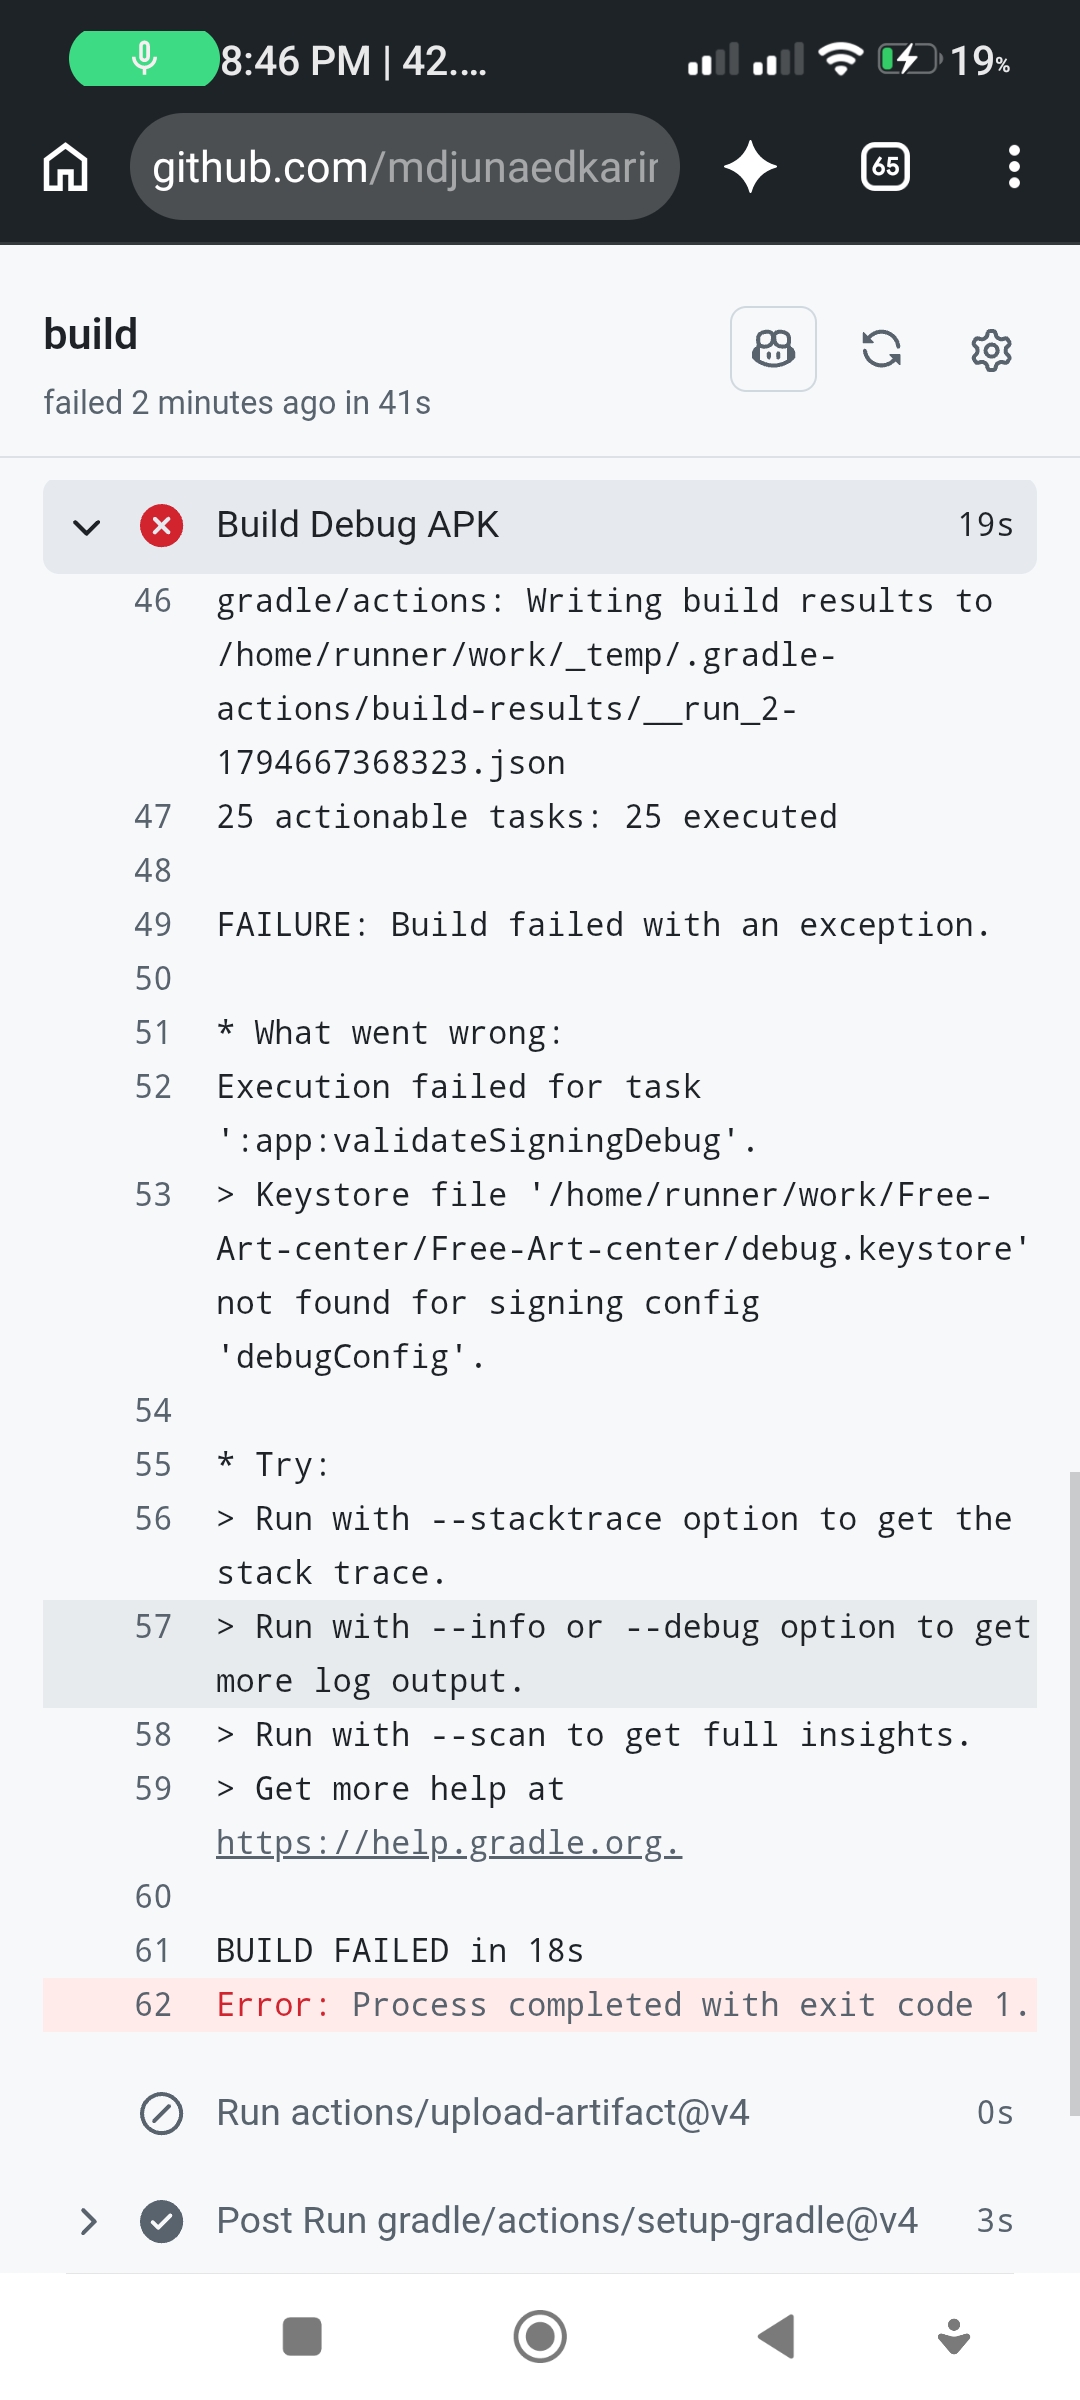 8:46 PM | 42....
19%
github.com/mdjunaedkarir
65
build
failed 2 minutes ago in 41s
Build Debug APK 19s
46 gradle/actions: Writing build results to
/home/runner/work/_temp/.gradle-
actions/build-results/__run_2-
1794667368323.json
47 25 actionable tasks: 25 executed
48
49 FAILURE: Build failed with an exception.
50
51 * What went wrong:
52 Execution failed for task
':app:validateSigningDebug'.
53 > Keystore file '/home/runner/work/Free-
Art-center/Free-Art-center/debug.keystore'
not found for signing config
'debugConfig'.
54
55 * Try:
56 > Run with --stacktrace option to get the
stack trace.
57 > Run with --info or --debug option to get
more log output.
58 > Run with --scan to get full insights.
59 > Get more help at
https://help.gradle.org.
60
61 BUILD FAILED in 18s
62 Error: Process completed with exit code 1.
Run actions/upload-artifact@v4 0s
Post Run gradle/actions/setup-gradle@v4 3s